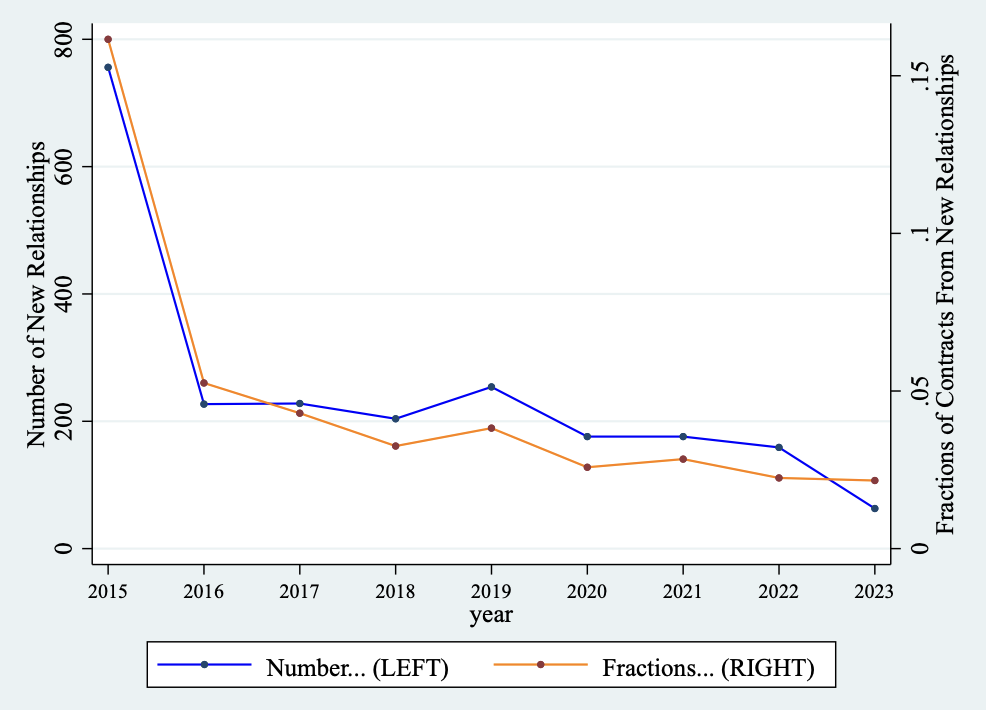 Number of New Relationships
800
600
400
200
0
.15
.1
.05
0
Fractions of Contracts From New Relationships
2015 2016 2017 2018 2019 2020 2021 2022 2023
year
Number... (LEFT) Fractions... (RIGHT)